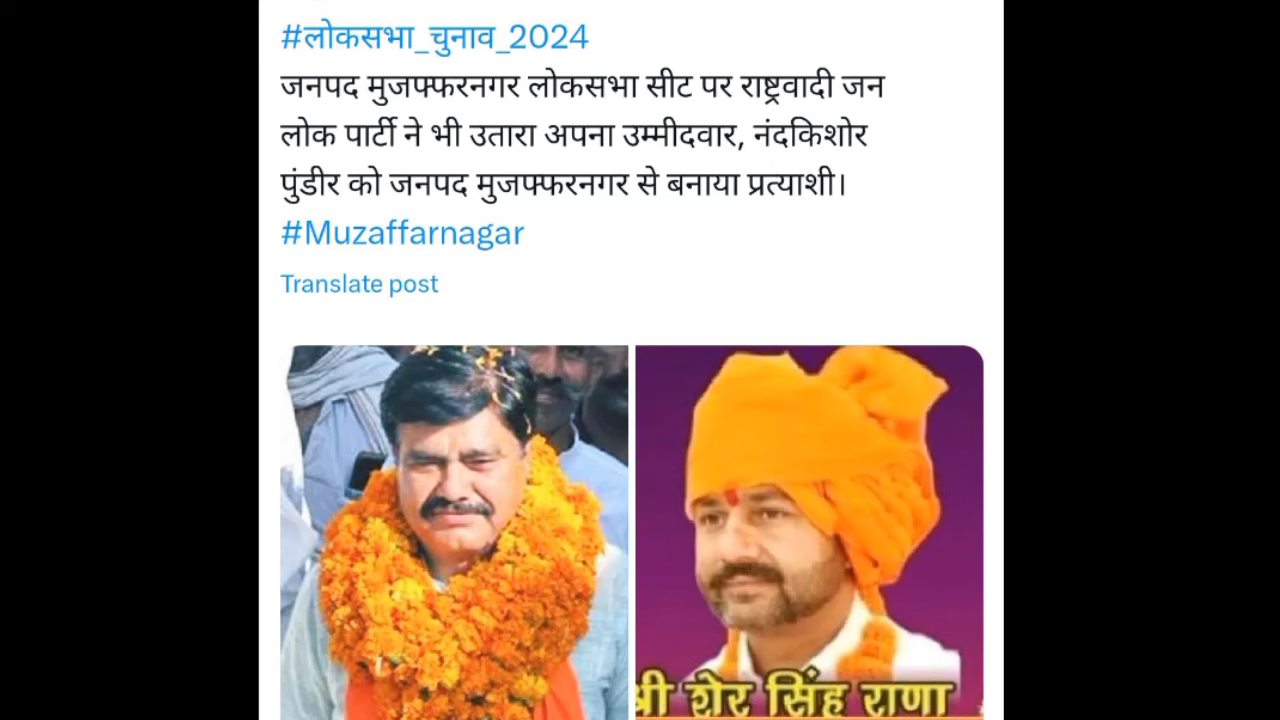 #लोकसभा_चुनाव_2024
जनपद मुजफ्फरनगर लोकसभा सीट पर राष्ट्रवादी जन
लोक पार्टी ने भी उतारा अपना उम्मीदवार, नंदकिशोर
पुंडीर को जनपद मुजफ्फरनगर से बनाया प्रत्याशी।
#Muzaffarnagar
Translate post
श्री शेर सिंह राणा